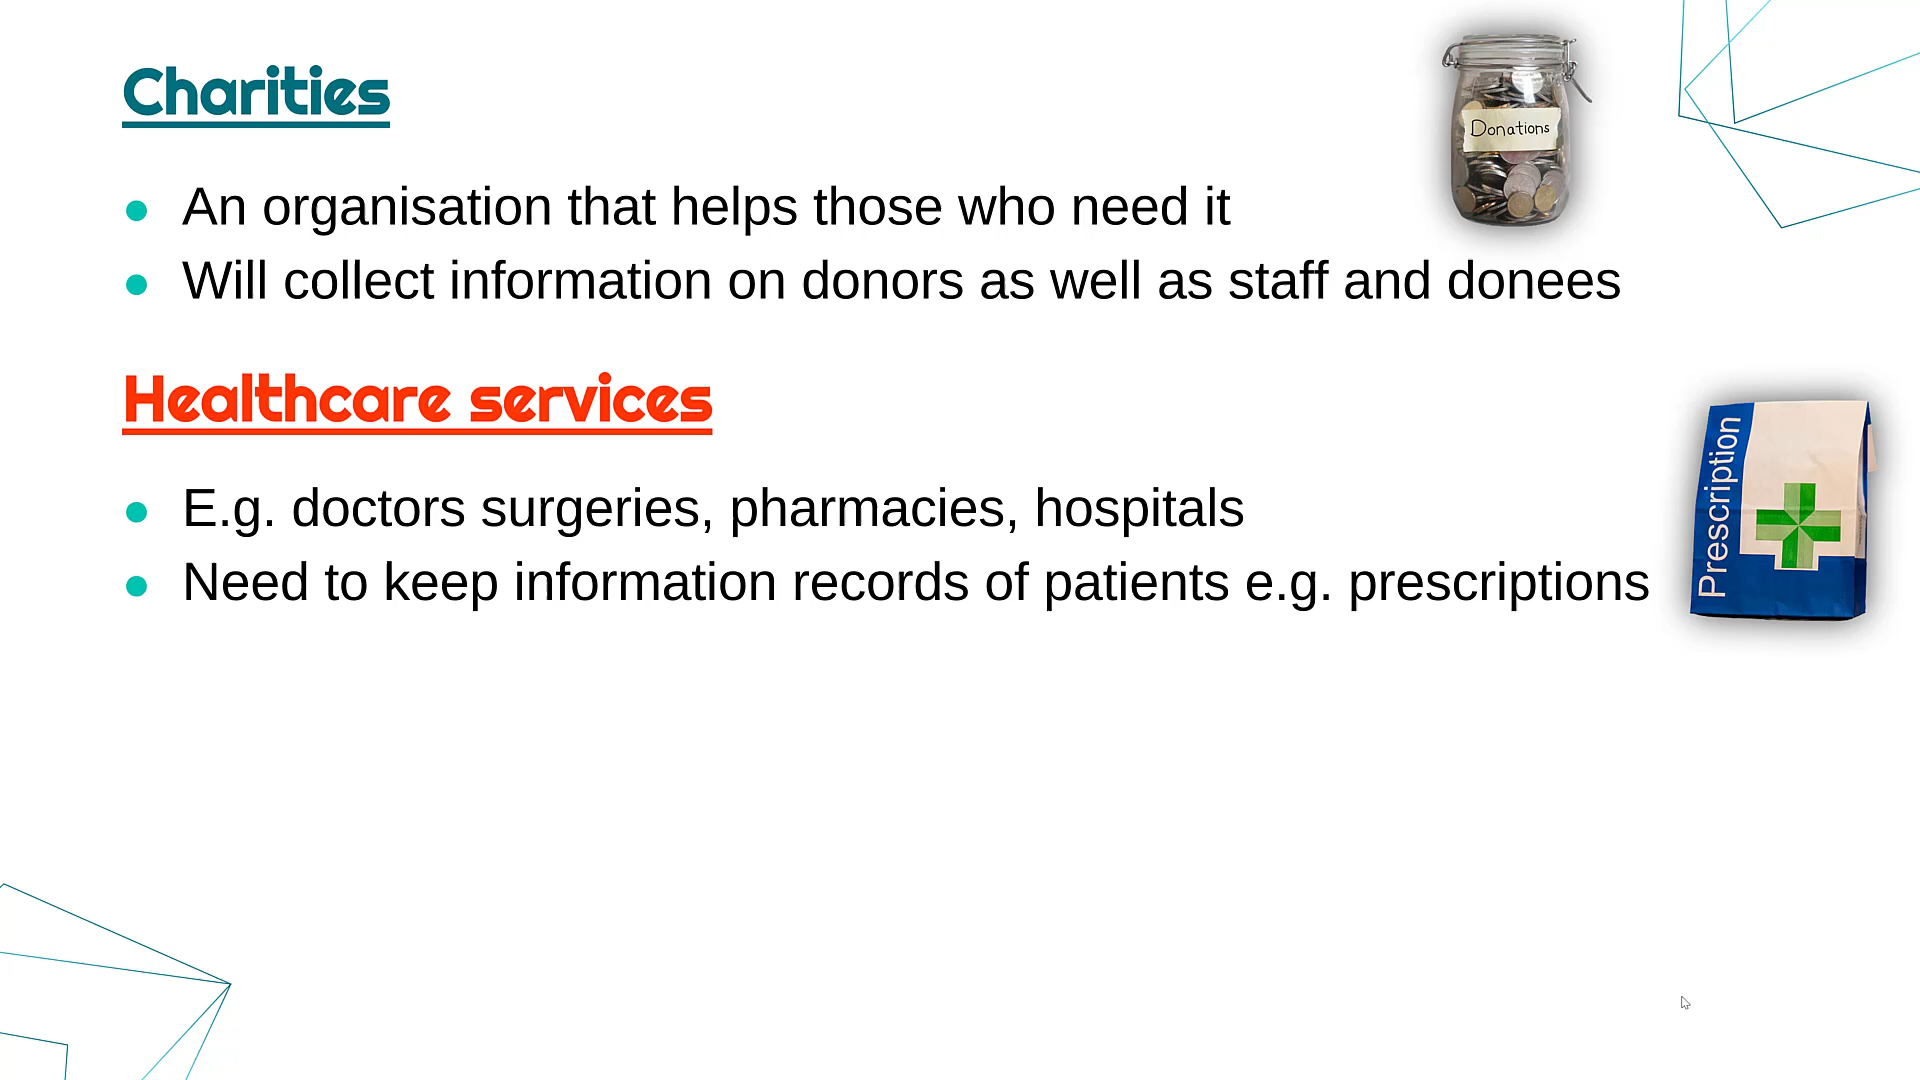 Charities
Donations
An organisation that helps those who need it
Will collect information on donors as well as staff and donees
Healthcare services
Prescription
E.g. doctors surgeries, pharmacies, hospitals
Need to keep information records of patients e.g. prescriptions